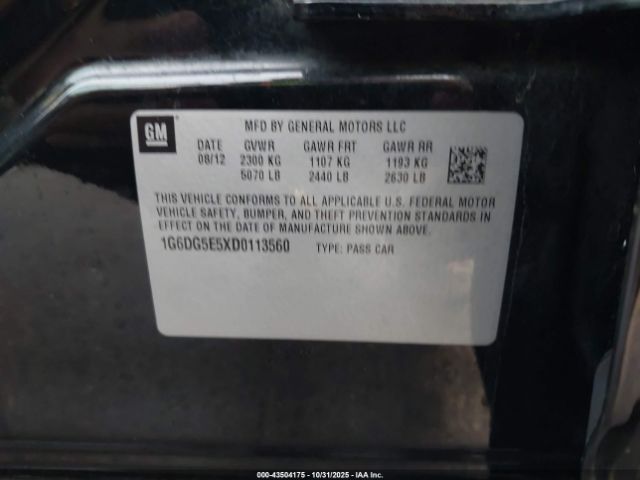 GM
MFD BY GENERAL MOTORS LLC
DATE GVWR GAWR FRT GAWR RR
08/12 2300 KG 1107 KG 1193 KG
5070 LB 2440 LB 2630 LB
THIS VEHICLE CONFORMS TO ALL APPLICABLE U.S. FEDERAL MOTOR
VEHICLE SAFETY, BUMPER, AND THEFT PREVENTION STANDARDS IN
EFFECT ON THE DATE OF MANUFACTURE SHOWN ABOVE.
1G6DG5E5XD0113560 TYPE: PASS CAR
000-43504175 - 10/31/2025 - IAA Inc.